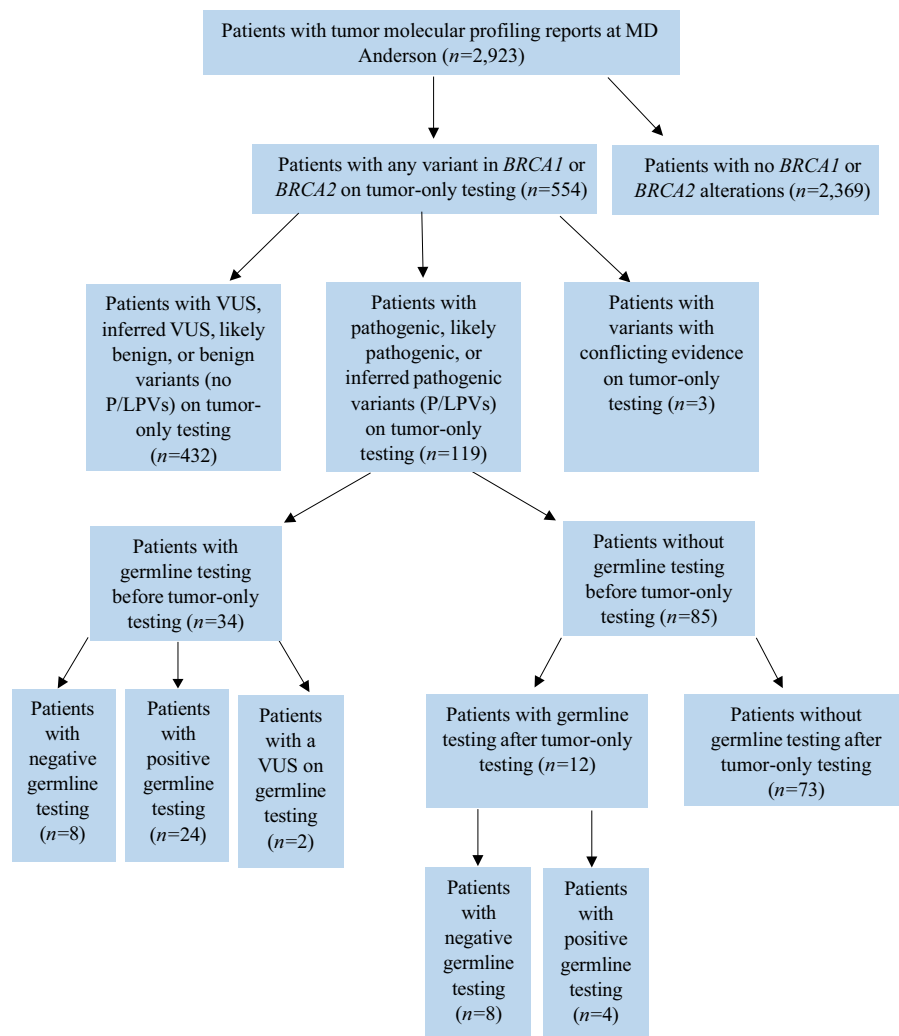 Patients with tumor molecular profiling reports at MD
Anderson (n=2,923)
Patients with any variant in BRCA1 or
BRCA2 on tumor-only testing (n=554)
Patients with no BRCA1 or
BRCA2 alterations (n=2,369)
Patients with VUS,
inferred VUS, likely
benign, or benign
variants (no
P/LPVs) on tumor-
only testing
(n=432)
Patients with
pathogenic, likely
pathogenic, or
inferred pathogenic
variants (P/LPVs)
on tumor-only
testing (n=119)
Patients with
variants with
conflicting evidence
on tumor-only
testing (n=3)
Patients with
germline testing
before tumor-only
testing (n=34)
Patients without
germline testing
before tumor-only
testing (n=85)
Patients
with
negative
germline
testing
(n=8)
Patients
with
positive
germline
testing
(n=24)
Patients
with a
VUS on
germline
testing
(n=2)
Patients with germline
testing after tumor-only
testing (n=12)
Patients without
germline testing after
tumor-only testing
(n=73)
Patients
with
negative
germline
testing
(n=8)
Patients
with
positive
germline
testing
(n=4)